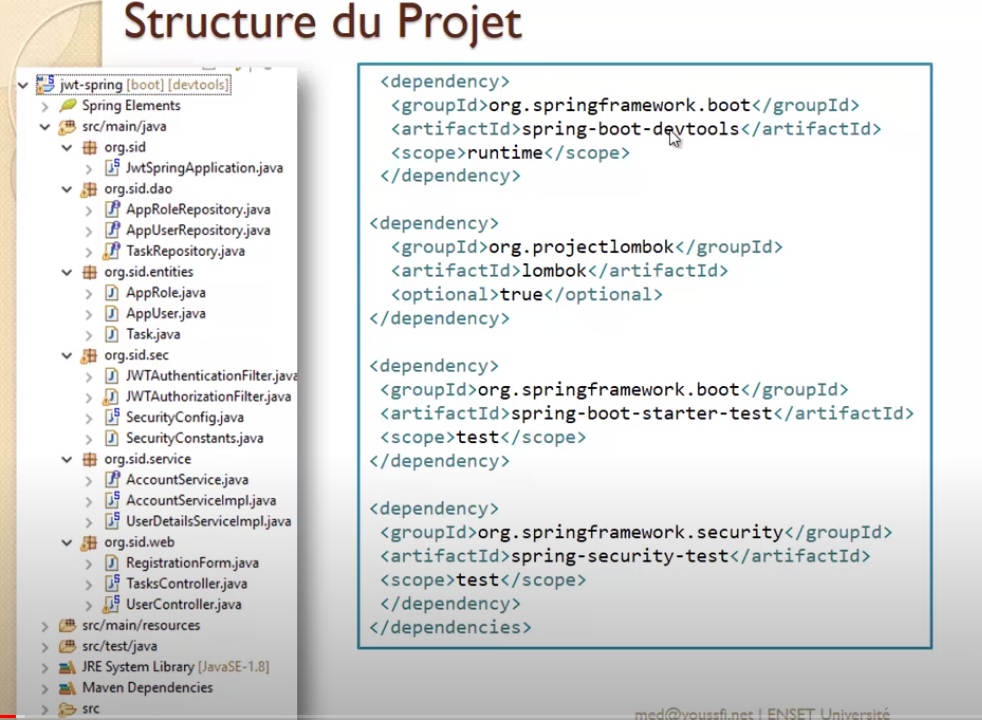 Structure du Projet
jwt-spring [boot] [devtools]
Spring Elements
src/main/java
org.sid
JwtSpringApplication.java
org.sid.dao
AppRoleRepository.java
AppUserRepository.java
TaskRepository.java
org.sid.entities
AppRole.java
AppUser.java
Task.java
org.sid.sec
JWTAuthenticationFilter.java
JWTAuthorizationFilter.java
SecurityConfig.java
SecurityConstants.java
org.sid.service
AccountService.java
AccountServiceImpl.java
UserDetailsServiceImpl.java
org.sid.web
RegistrationForm.java
TasksController.java
UserController.java
src/main/resources
src/test/java
JRE System Library [JavaSE-1.8]
Maven Dependencies
src
<dependency>
<groupId>org.springframework.boot</groupId>
<artifactId>spring-boot-devtools</artifactId>
<scope>runtime</scope>
</dependency>
<dependency>
<groupId>org.projectlombok</groupId>
<artifactId>lombok</artifactId>
<optional>true</optional>
</dependency>
<dependency>
<groupId>org.springframework.boot</groupId>
<artifactId>spring-boot-starter-test</artifactId>
<scope>test</scope>
</dependency>
<dependency>
<groupId>org.springframework.security</groupId>
<artifactId>spring-security-test</artifactId>
<scope>test</scope>
</dependency>
</dependencies>
med@youssfi.net | ENSET Université